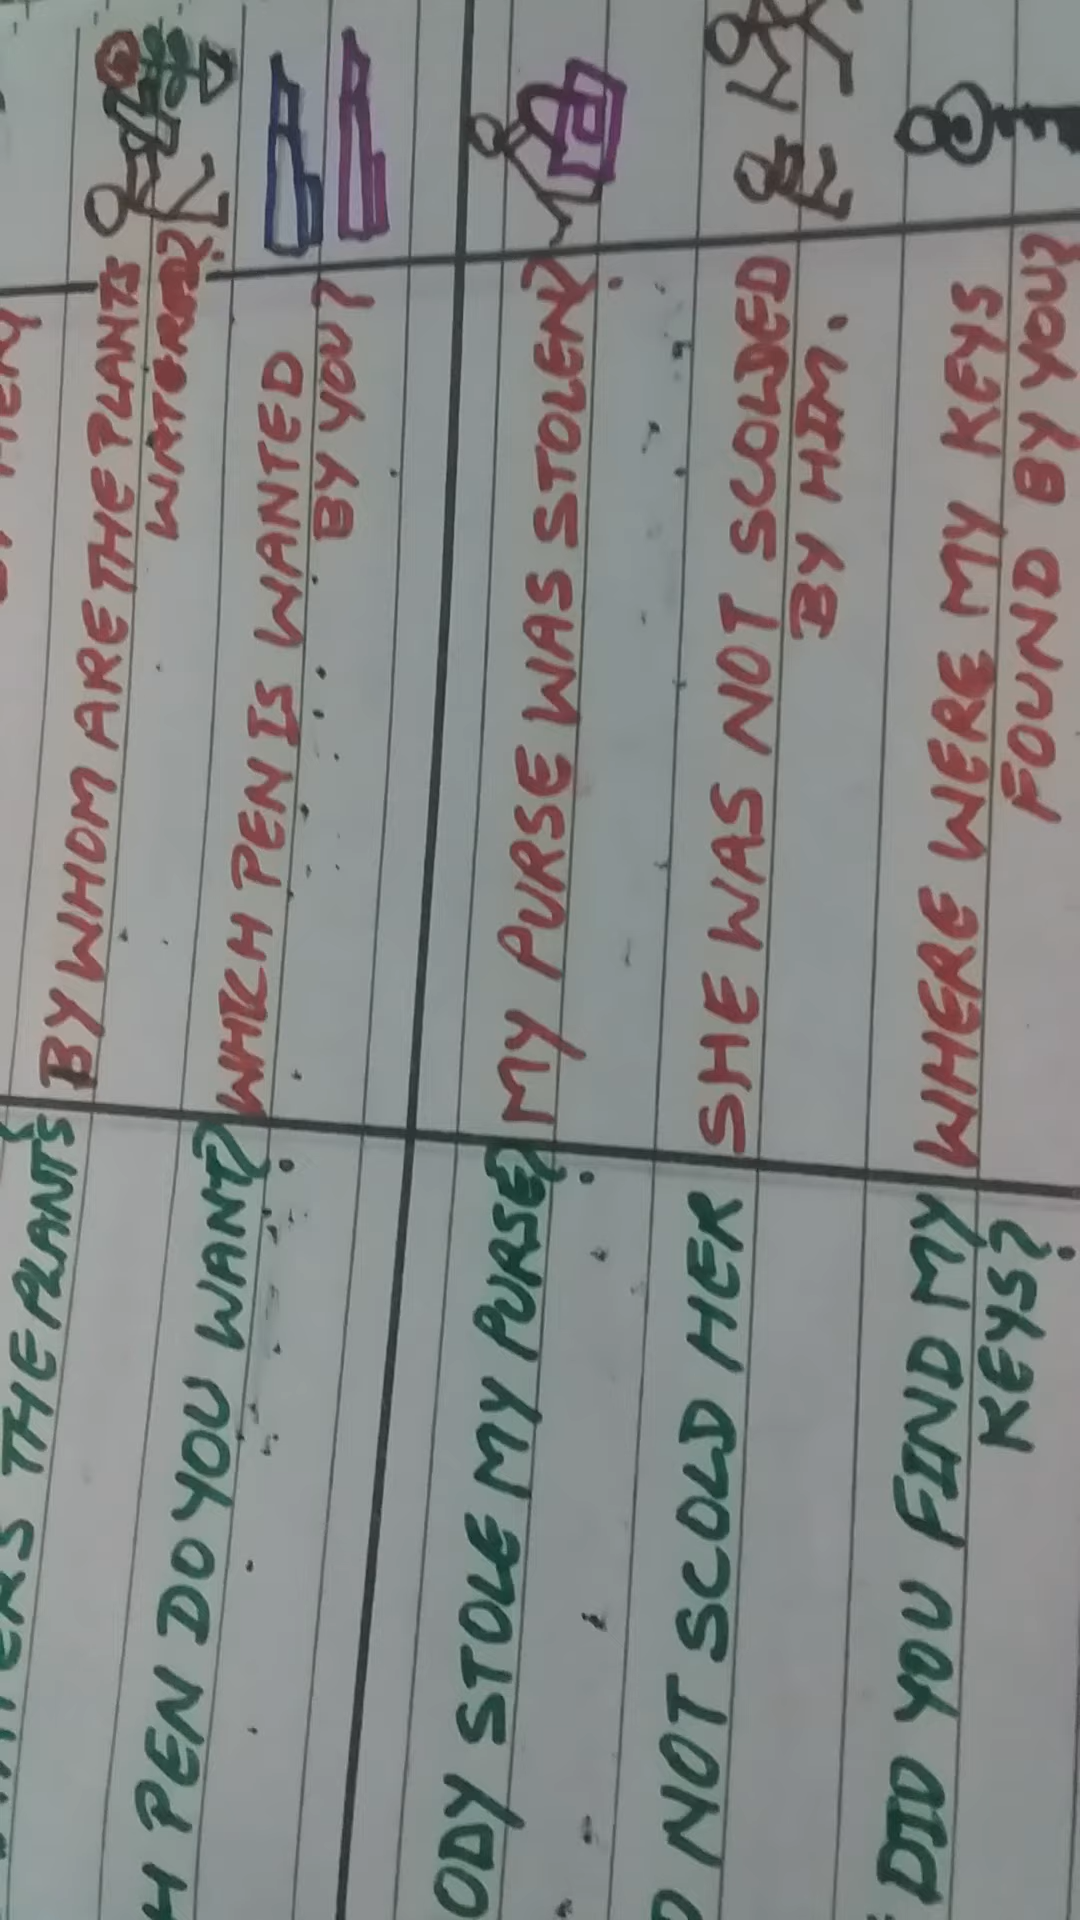 THE PLANTS
BY WHOM ARE THE PLANTS
WATERED?
PEN DO YOU WANT?
WHICH PEN IS WANTED
BY YOU?
STOLE MY PURSE?
MY PURSE WAS STOLEN?
NOT SCOLD HER
SHE WAS NOT SCOLDED
BY HIM.
DID YOU FIND MY
KEYS?
WHERE WERE MY KEYS
FOUND BY YOU?